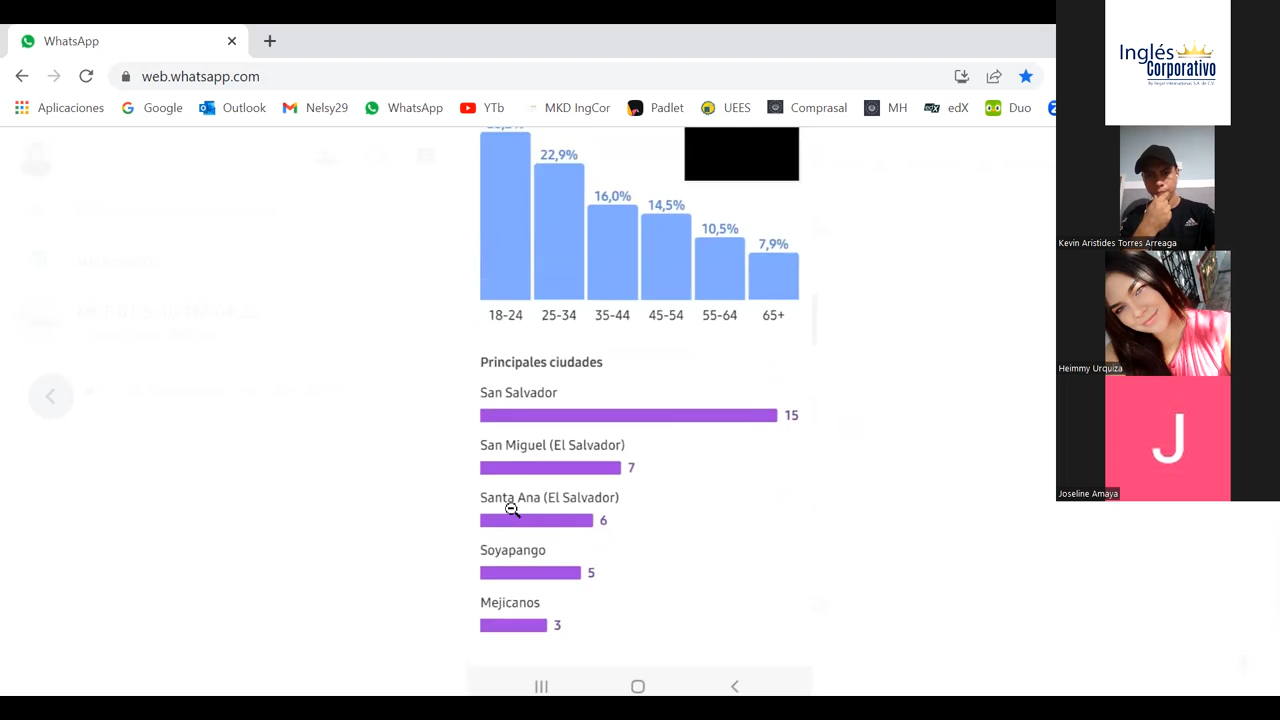 WhatsApp
web.whatsapp.com
Aplicaciones
Google
Outlook
Nelsy29
WhatsApp
YTb
MKD IngCor
Padlet
UEES
Comprasal
MH
edX
Duo
22,9%
16,0%
14,5%
10,5%
7,9%
18-24
25-34
35-44
45-54
55-64
65+
Principales ciudades
San Salvador
15
San Miguel (El Salvador)
7
Santa Ana (El Salvador)
6
Soyapango
5
Mejicanos
3
Inglés
Corporativo
Kevin Aristides Torres Arreaga
Heimmy Urquiza
J
Joseline Amaya